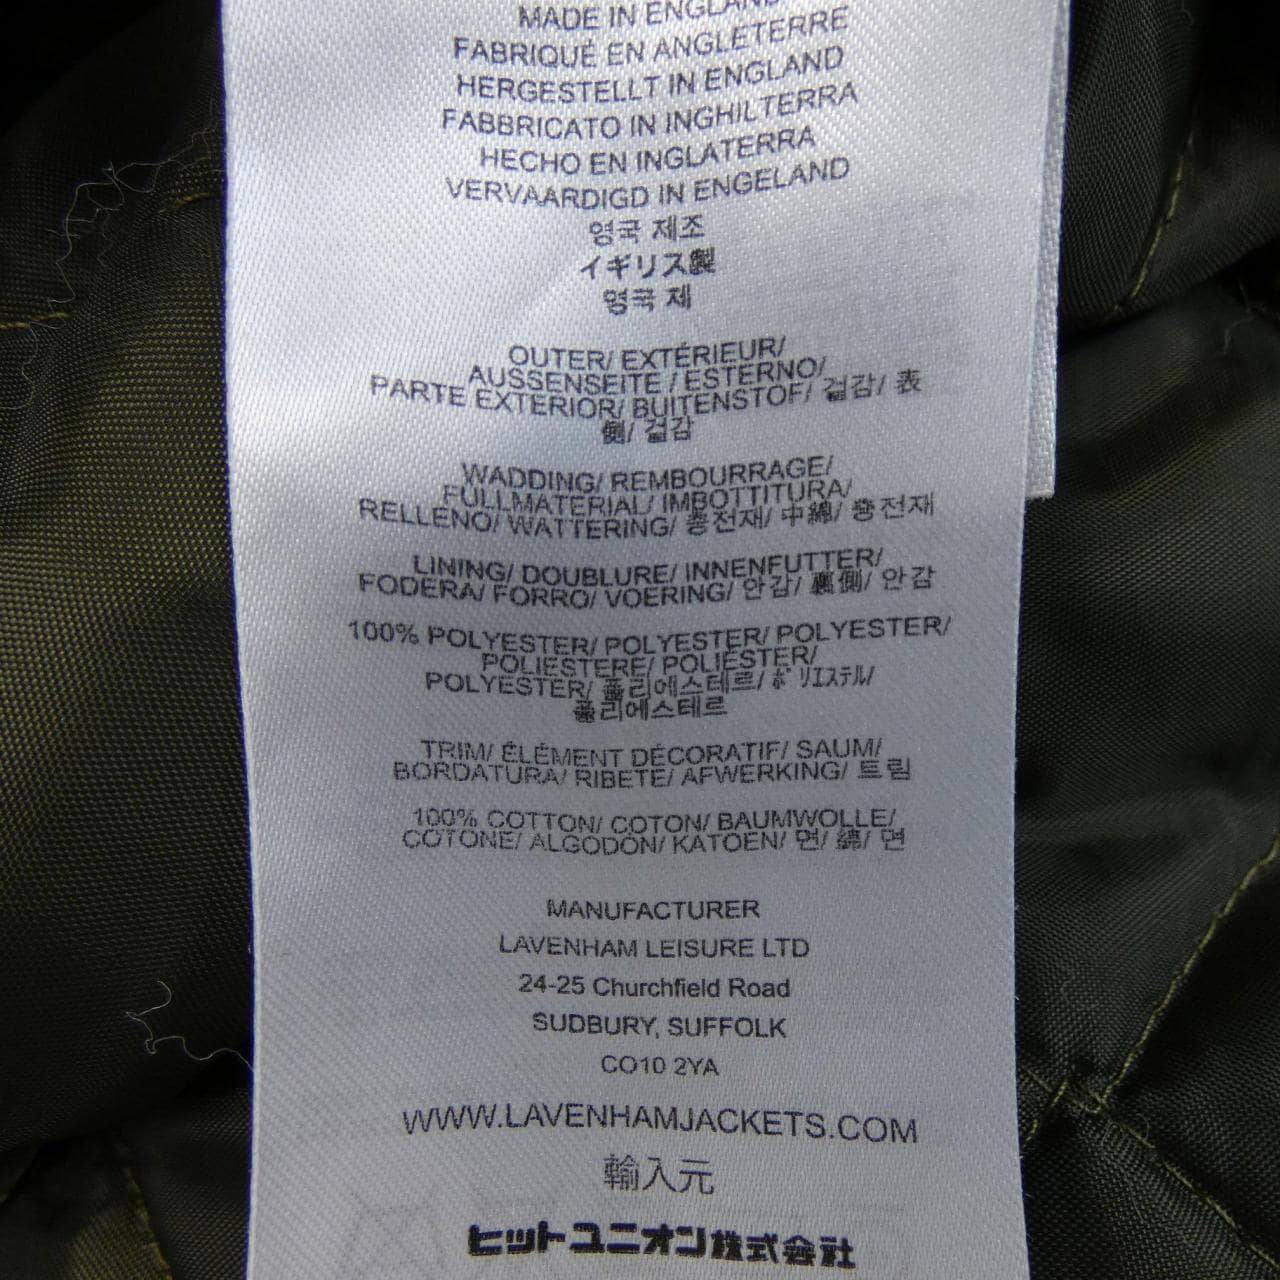 MADE IN ENGLAND
FABRIQUÉ EN ANGLETERRE
HERGESTELLT IN ENGLAND
FABBRICATO IN INGHILTERRA
HECHO EN INGLATERRA
VERVAARDIGD IN ENGELAND
영국 제조
イギリス製
영국 제
OUTER/ EXTÉRIEUR/
AUSSENSEITE / ESTERNO/
PARTE EXTERIOR/ BUITENSTOF/ 겉감/ 表
側/ 겉감
WADDING/ REMBOURRAGE/
FÜLLMATERIAL/ IMBOTTITURA/
RELLENO/ WATTERING/ 충전재/ 中綿/ 충전재
LINING/ DOUBLURE/ INNENFUTTER/
FODERA/ FORRO/ VOERING/ 안감/ 裏側/ 안감
100% POLYESTER/ POLYESTER/ POLYESTER/
POLIESTERE/ POLIÉSTER/
POLYESTER/ 폴리에스테르/ ポリエステル/
폴리에스테르
TRIM/ ÉLÉMENT DÉCORATIF/ SAUM/
BORDATURA/ RIBETE/ AFWERKING/ 트림
100% COTTON/ COTON/ BAUMWOLLE/
COTONE/ ALGODÓN/ KATOEN/ 면/ 綿/ 면
MANUFACTURER
LAVENHAM LEISURE LTD
24-25 Churchfield Road
SUDBURY, SUFFOLK
CO10 2YA
WWW.LAVENHAMJACKETS.COM
輸入元
ヒットユニオン株式会社